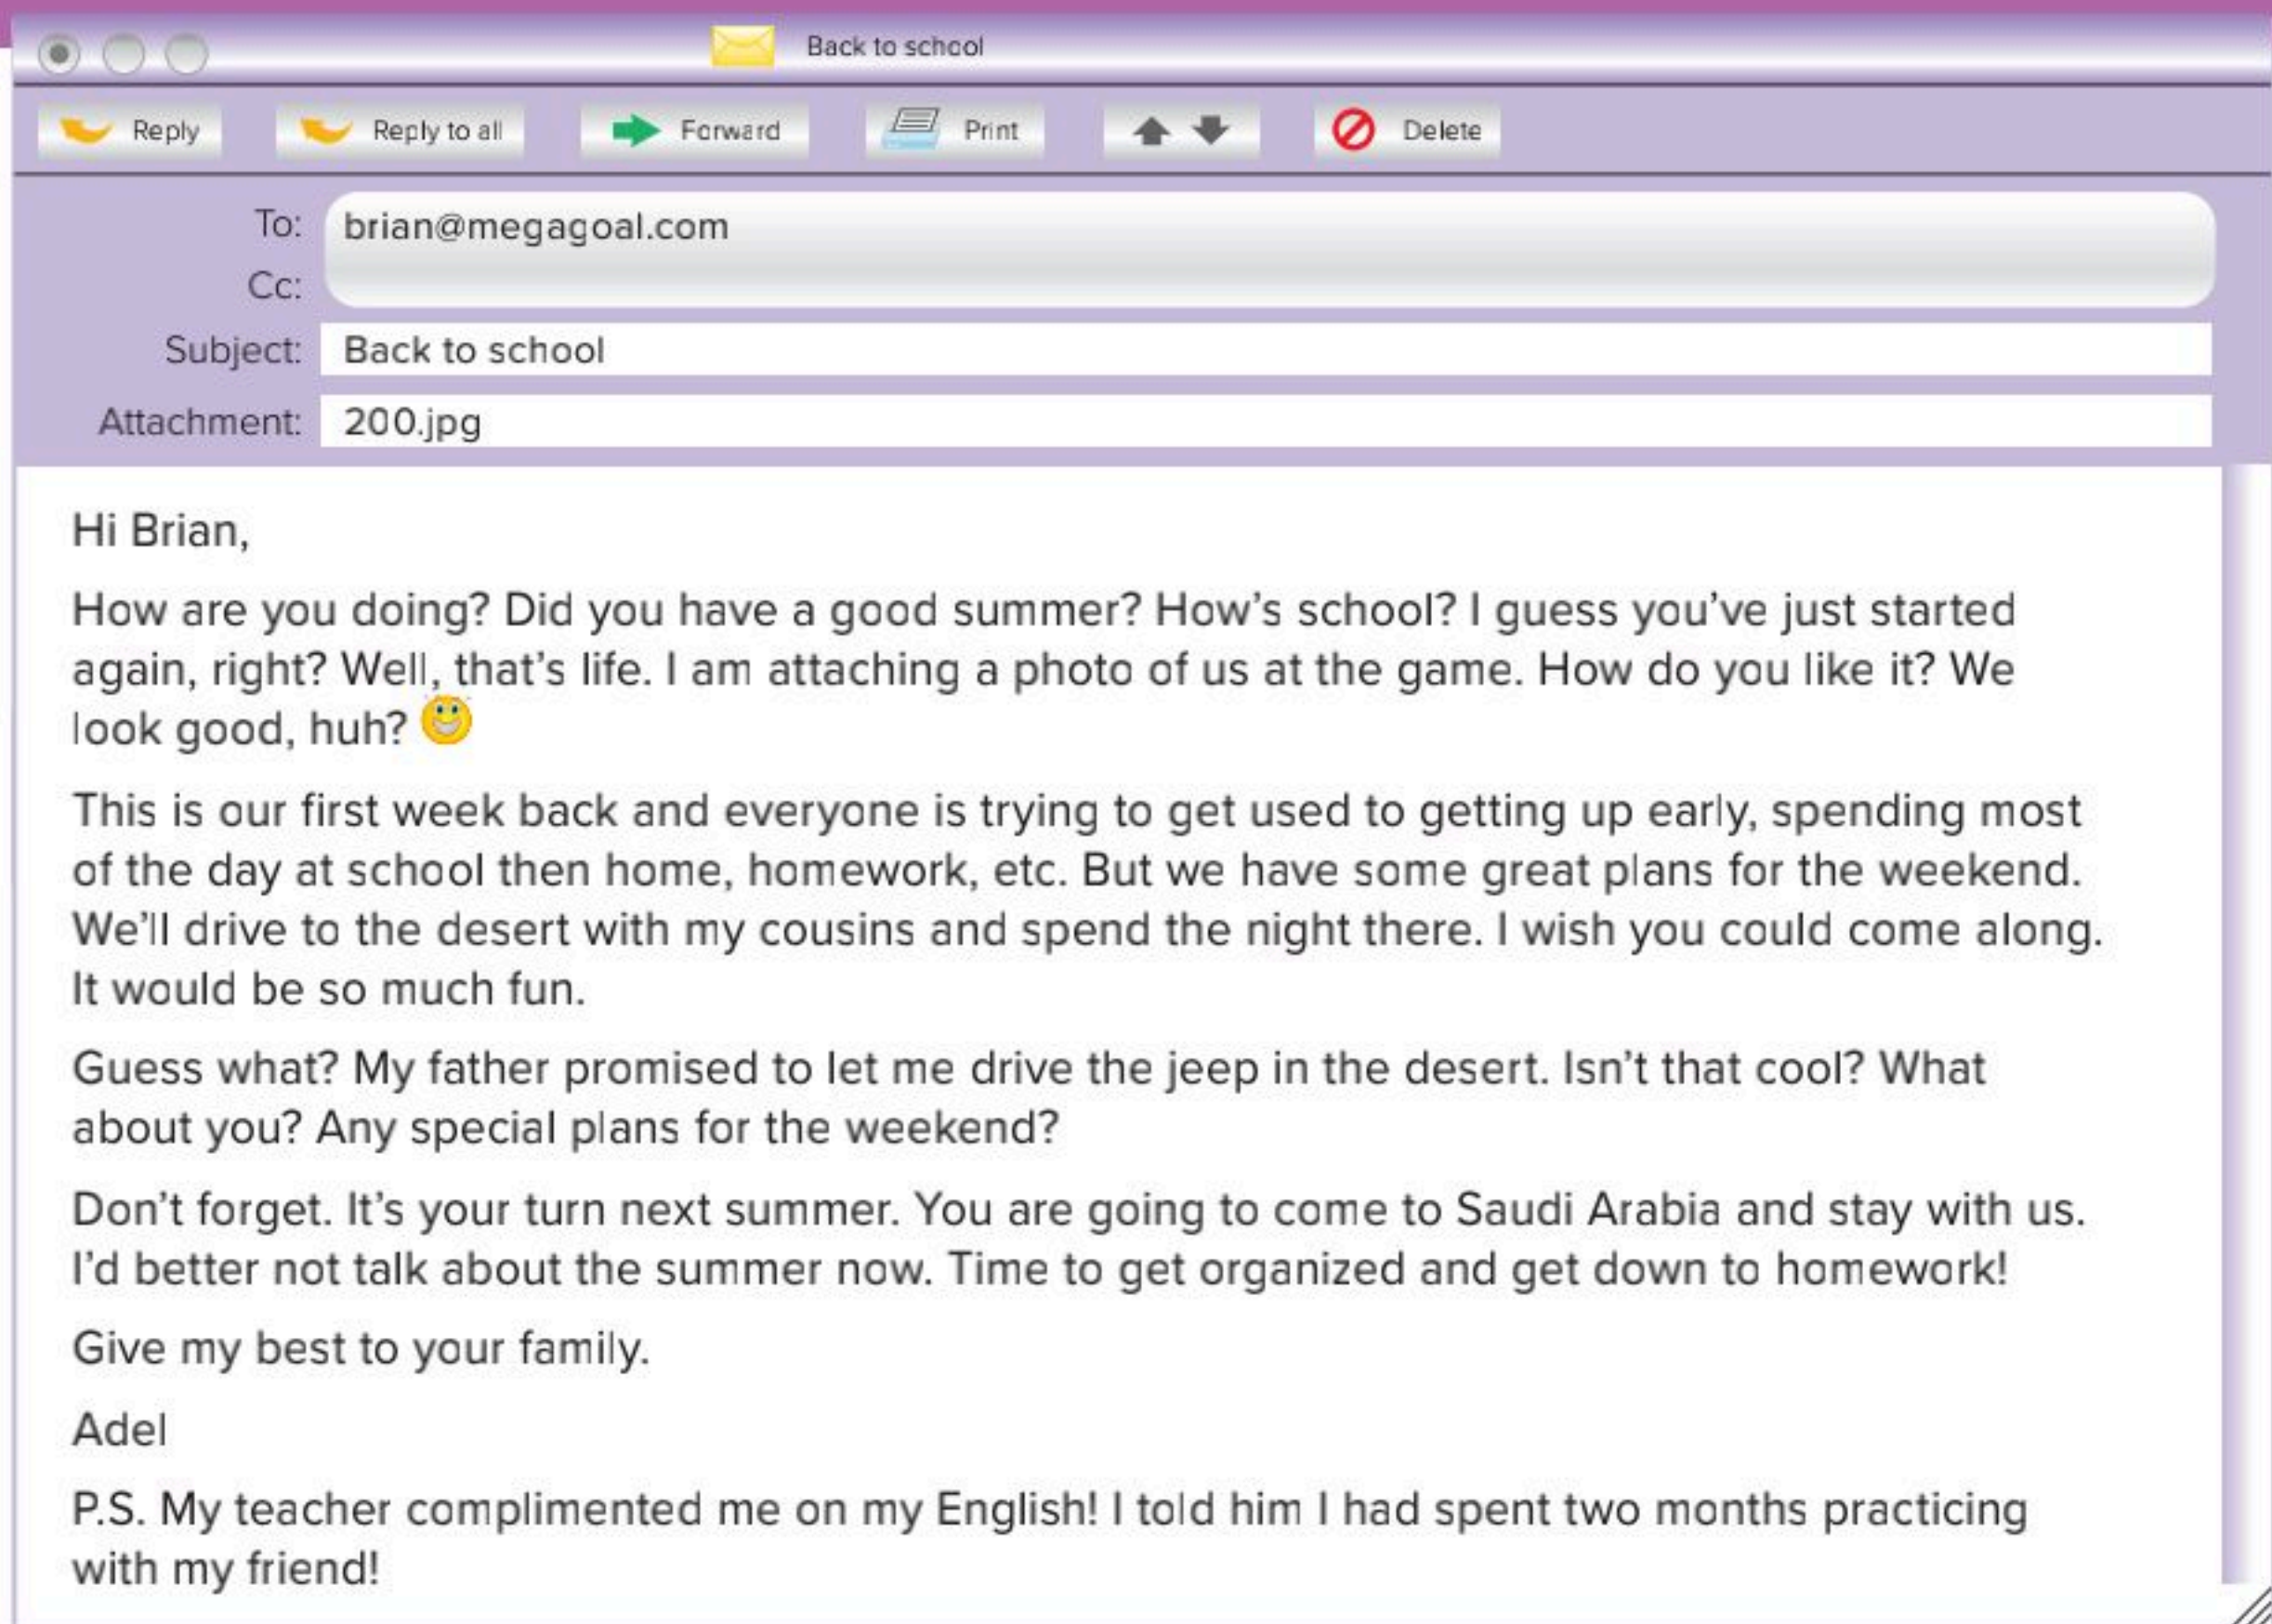 Back to school
Reply
Reply to all
Forward
Print
Delete
To: brian@megagoal.com
Cc:
Subject: Back to school
Attachment: 200.jpg
Hi Brian,
How are you doing? Did you have a good summer? How's school? I guess you've just started
again, right? Well, that's life. I am attaching a photo of us at the game. How do you like it? We
look good, huh?
This is our first week back and everyone is trying to get used to getting up early, spending most
of the day at school then home, homework, etc. But we have some great plans for the weekend.
We'll drive to the desert with my cousins and spend the night there. I wish you could come along.
It would be so much fun.
Guess what? My father promised to let me drive the jeep in the desert. Isn't that cool? What
about you? Any special plans for the weekend?
Don't forget. It's your turn next summer. You are going to come to Saudi Arabia and stay with us.
I'd better not talk about the summer now. Time to get organized and get down to homework!
Give my best to your family.
Adel
P.S. My teacher complimented me on my English! I told him I had spent two months practicing
with my friend!